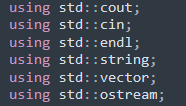 using std::cout;
using std::cin;
using std::endl;
using std::string;
using std::vector;
using std::ostream;